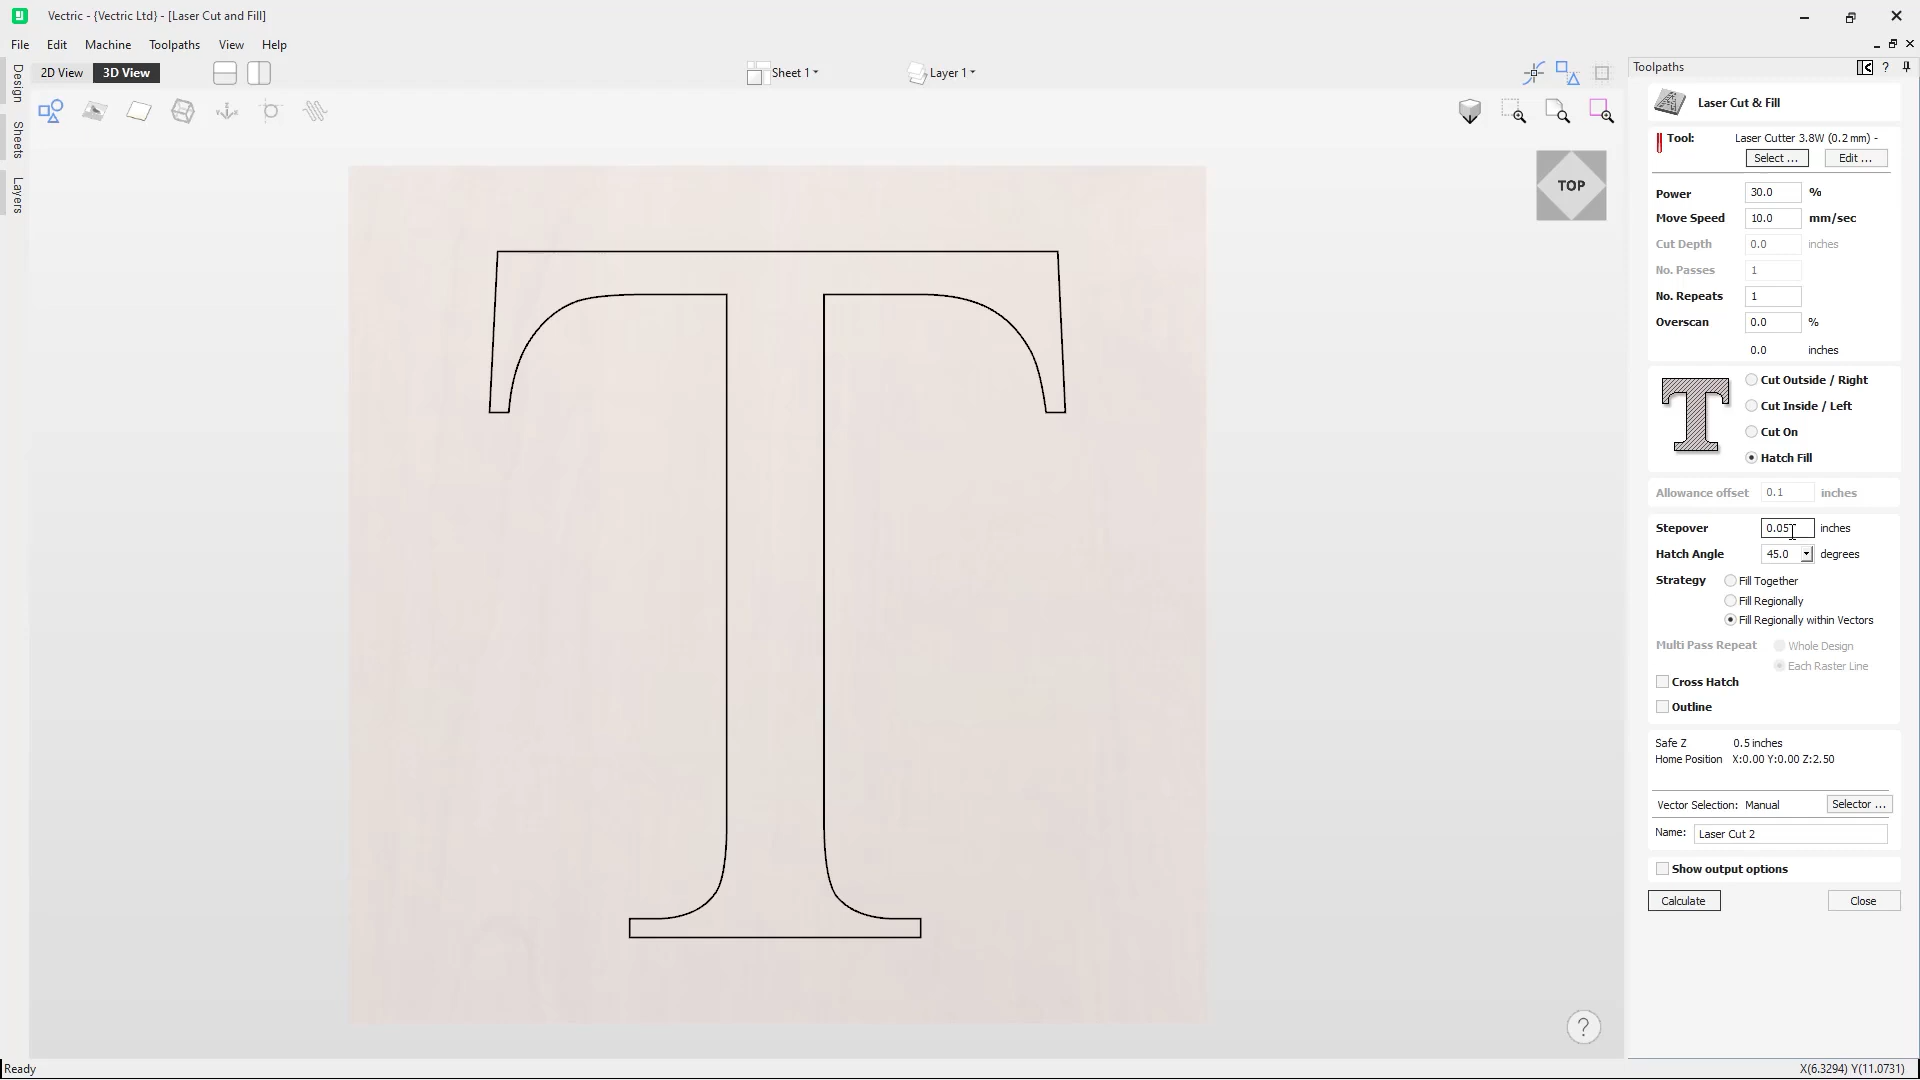 Vectric - {Vectric Ltd} - [Laser Cut and Fill]
File Edit Machine Toolpaths View Help
2D View 3D View Sheet 1 Layer 1
Toolpaths ?
Design
Sheets
Layers
TOP
Laser Cut & Fill
Tool: Laser Cutter 3.8W (0.2 mm) -
Select ... Edit ...
Power 30.0 %
Move Speed 10.0 mm/sec
Cut Depth 0.0 inches
No. Passes 1
No. Repeats 1
Overscan 0.0 %
0.0 inches
Cut Outside / Right
Cut Inside / Left
Cut On
Hatch Fill
Allowance offset 0.1 inches
Stepover 0.05 inches
Hatch Angle 45.0 degrees
Strategy Fill Together
Fill Regionally
Fill Regionally within Vectors
Multi Pass Repeat Whole Design
Each Raster Line
Cross Hatch
Outline
Safe Z 0.5 inches
Home Position X:0.00 Y:0.00 Z:2.50
Vector Selection: Manual Selector ...
Name: Laser Cut 2
Show output options
Calculate Close
?
Ready X(6.3294) Y(11.0731)